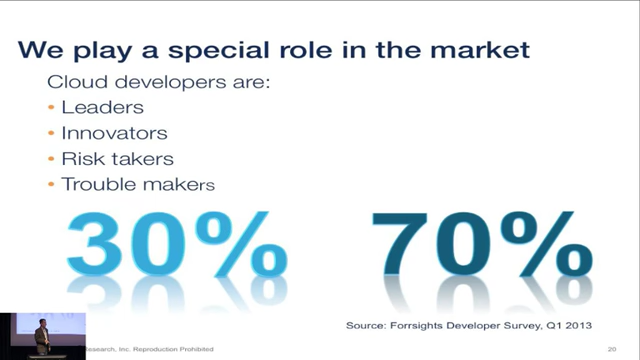 We play a special role in the market
Cloud developers are:
• Leaders
• Innovators
• Risk takers
• Trouble makers
30% 70%
Source: Forrsights Developer Survey, Q1 2013
Research, Inc. Reproduction Prohibited
20